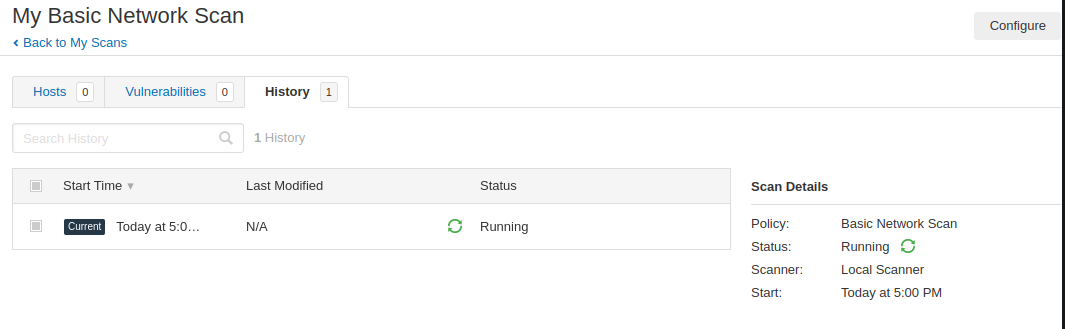 My Basic Network Scan
Configure
Back to My Scans
Hosts 0 Vulnerabilities 0 History 1
Search History 1 History
Start Time Last Modified Status
Current Today at 5:0… N/A Running
Scan Details
Policy: Basic Network Scan
Status: Running
Scanner: Local Scanner
Start: Today at 5:00 PM